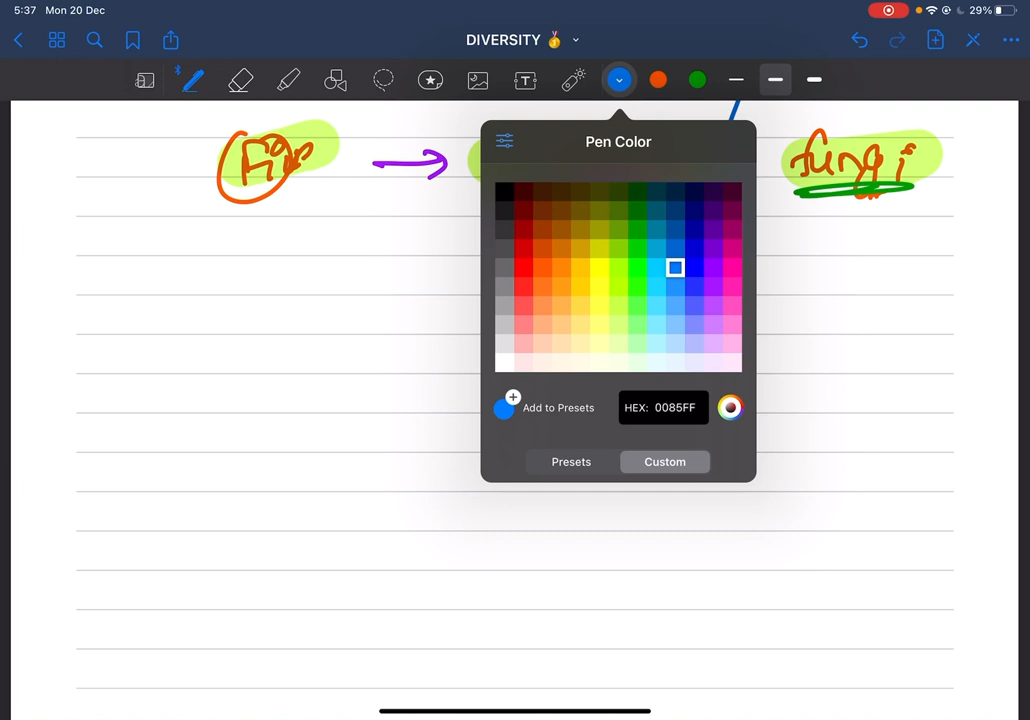 5:37 Mon 20 Dec 29%
DIVERSITY 🥇
T
Pen Color
fungi
Add to Presets HEX: 0085FF
Presets Custom